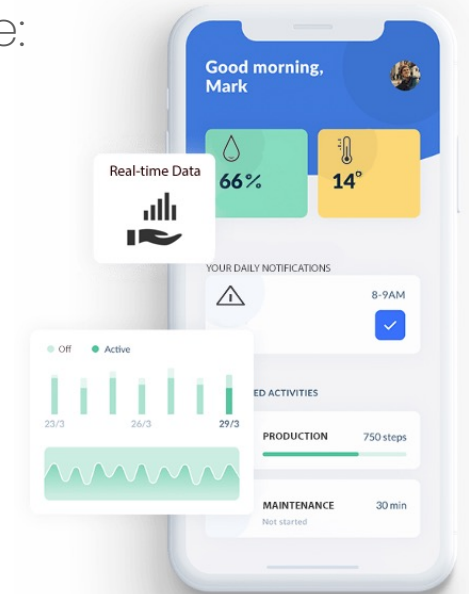 e:
Good morning,
Mark
66%
14°
Real-time Data
YOUR DAILY NOTIFICATIONS
8-9AM
Off
Active
23/3
26/3
29/3
ED ACTIVITIES
PRODUCTION
750 steps
MAINTENANCE
30 min
Not started